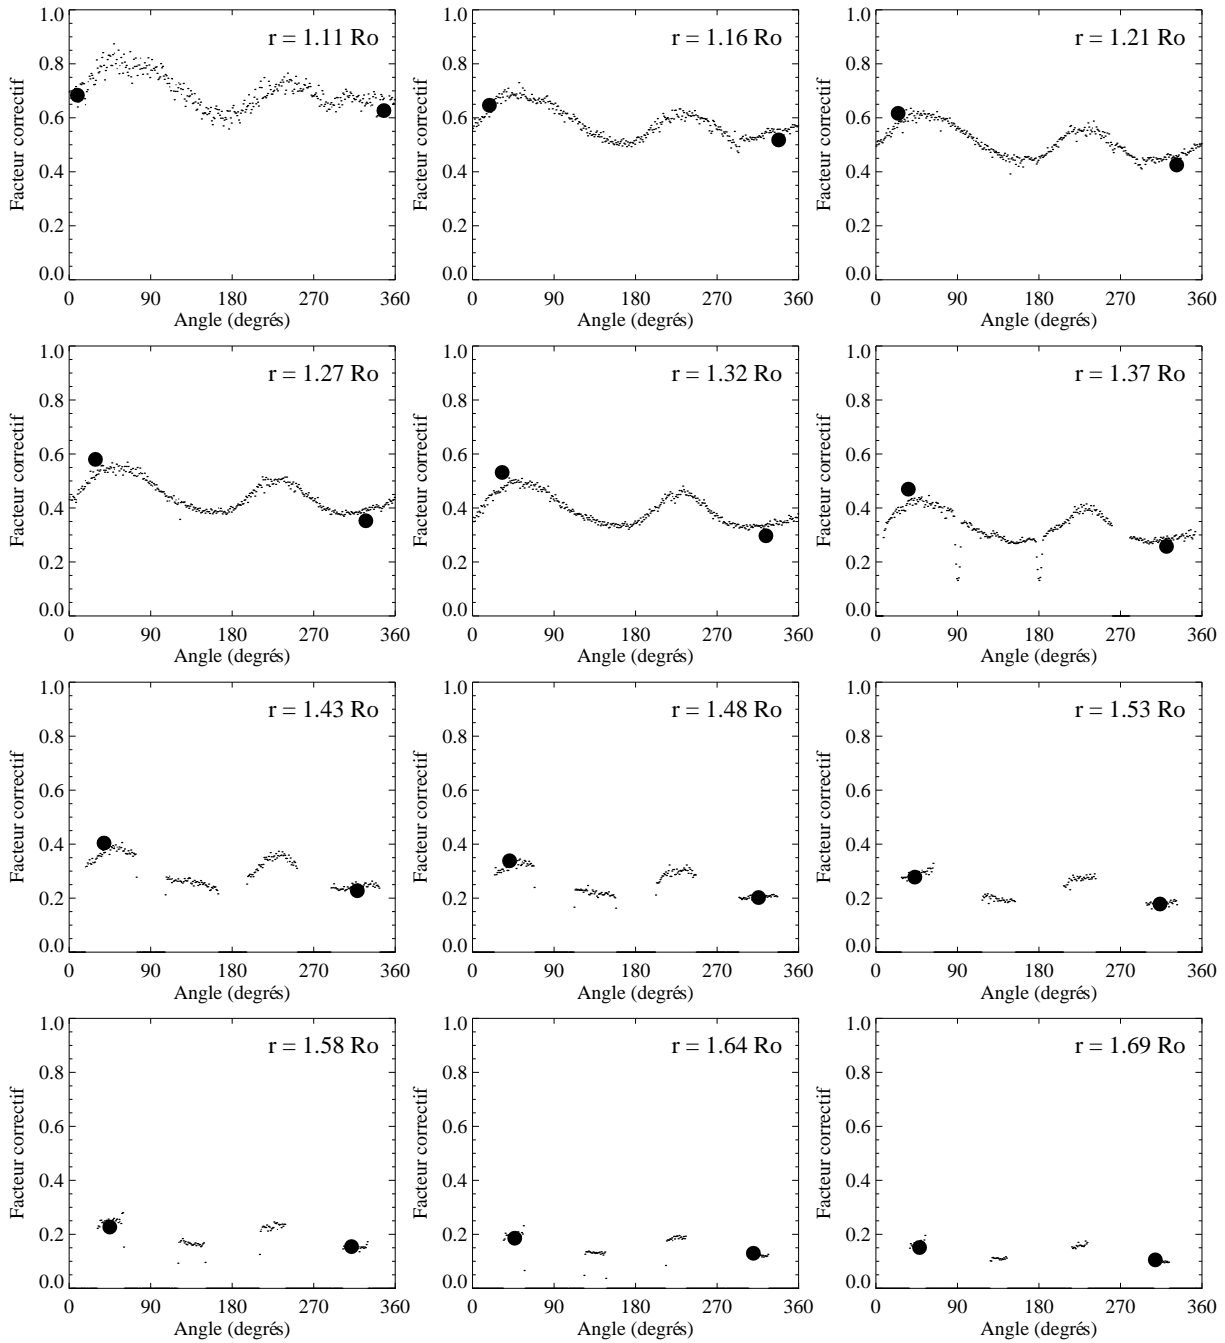 1.0
0.8
0.6
0.4
0.2
0.0
Facteur correctif
r = 1.11 Ro
0 90 180 270 360
Angle (degrés)
1.0
0.8
0.6
0.4
0.2
0.0
Facteur correctif
r = 1.16 Ro
0 90 180 270 360
Angle (degrés)
1.0
0.8
0.6
0.4
0.2
0.0
Facteur correctif
r = 1.21 Ro
0 90 180 270 360
Angle (degrés)
1.0
0.8
0.6
0.4
0.2
0.0
Facteur correctif
r = 1.27 Ro
0 90 180 270 360
Angle (degrés)
1.0
0.8
0.6
0.4
0.2
0.0
Facteur correctif
r = 1.32 Ro
0 90 180 270 360
Angle (degrés)
1.0
0.8
0.6
0.4
0.2
0.0
Facteur correctif
r = 1.37 Ro
0 90 180 270 360
Angle (degrés)
1.0
0.8
0.6
0.4
0.2
0.0
Facteur correctif
r = 1.43 Ro
0 90 180 270 360
Angle (degrés)
1.0
0.8
0.6
0.4
0.2
0.0
Facteur correctif
r = 1.48 Ro
0 90 180 270 360
Angle (degrés)
1.0
0.8
0.6
0.4
0.2
0.0
Facteur correctif
r = 1.53 Ro
0 90 180 270 360
Angle (degrés)
1.0
0.8
0.6
0.4
0.2
0.0
Facteur correctif
r = 1.58 Ro
0 90 180 270 360
Angle (degrés)
1.0
0.8
0.6
0.4
0.2
0.0
Facteur correctif
r = 1.64 Ro
0 90 180 270 360
Angle (degrés)
1.0
0.8
0.6
0.4
0.2
0.0
Facteur correctif
r = 1.69 Ro
0 90 180 270 360
Angle (degrés)